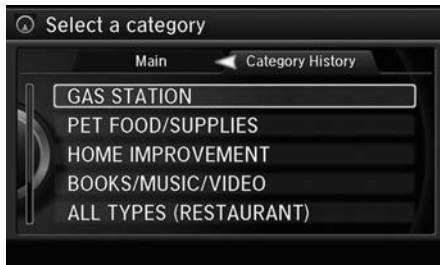 Select a category
Main Category History
GAS STATION
PET FOOD/SUPPLIES
HOME IMPROVEMENT
BOOKS/MUSIC/VIDEO
ALL TYPES (RESTAURANT)